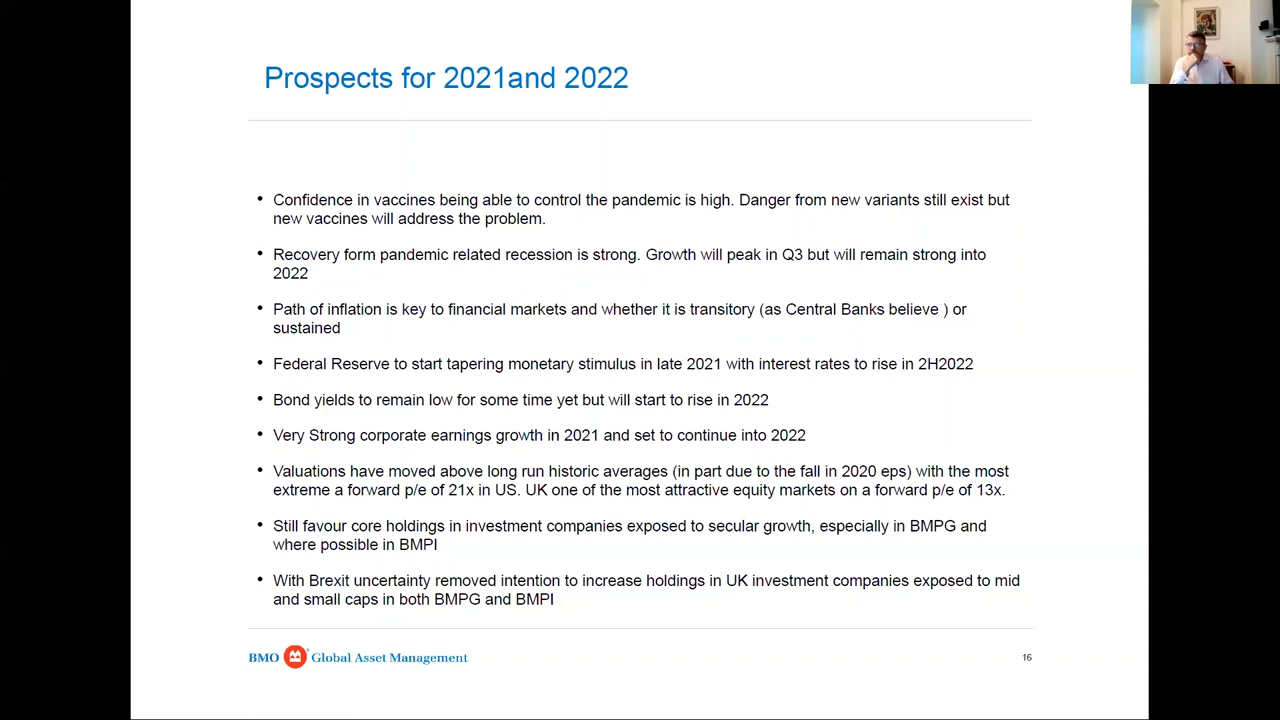 Prospects for 2021and 2022
• Confidence in vaccines being able to control the pandemic is high. Danger from new variants still exist but
new vaccines will address the problem.
• Recovery form pandemic related recession is strong. Growth will peak in Q3 but will remain strong into
2022
• Path of inflation is key to financial markets and whether it is transitory (as Central Banks believe ) or
sustained
• Federal Reserve to start tapering monetary stimulus in late 2021 with interest rates to rise in 2H2022
• Bond yields to remain low for some time yet but will start to rise in 2022
• Very Strong corporate earnings growth in 2021 and set to continue into 2022
• Valuations have moved above long run historic averages (in part due to the fall in 2020 eps) with the most
extreme a forward p/e of 21x in US. UK one of the most attractive equity markets on a forward p/e of 13x.
• Still favour core holdings in investment companies exposed to secular growth, especially in BMPG and
where possible in BMPI
• With Brexit uncertainty removed intention to increase holdings in UK investment companies exposed to mid
and small caps in both BMPG and BMPI
BMO Global Asset Management
16